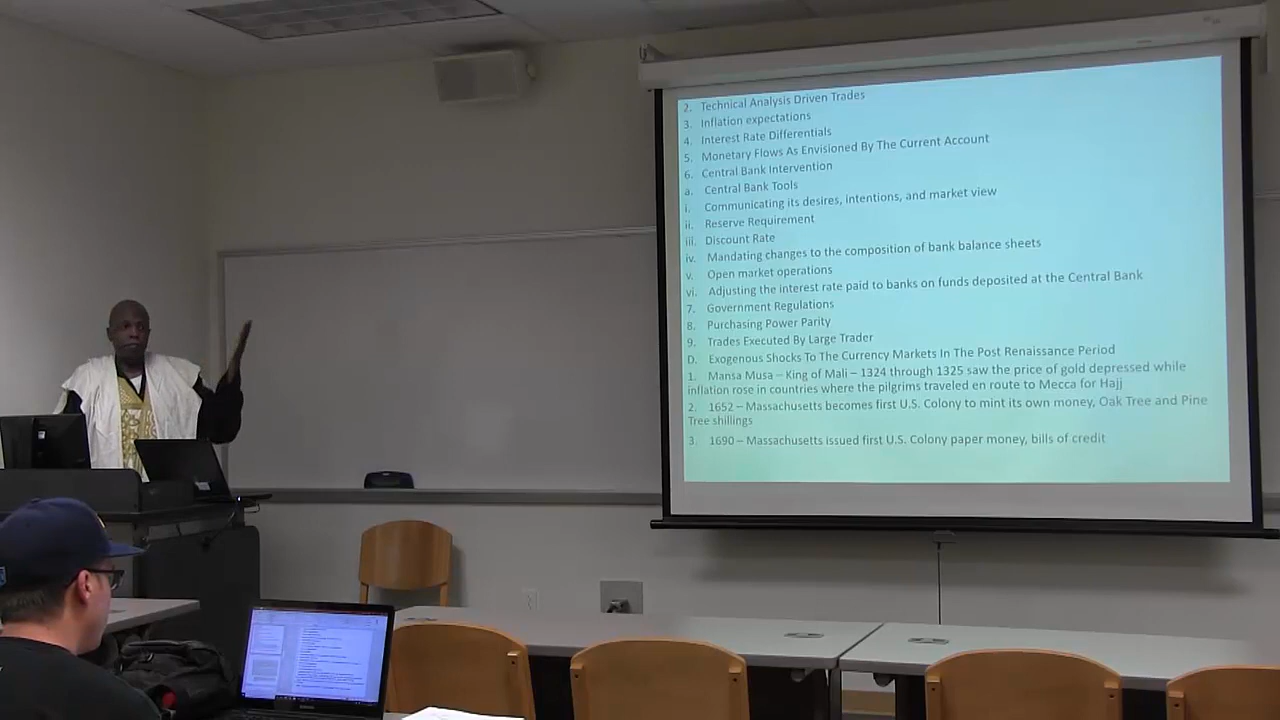 2. Technical Analysis Driven Trades
3. Inflation expectations
4. Interest Rate Differentials
5. Monetary Flows As Envisioned By The Current Account
6. Central Bank Intervention
a. Central Bank Tools
i. Communicating its desires, intentions, and market view
ii. Reserve Requirement
iii. Discount Rate
iv. Mandating changes to the composition of bank balance sheets
v. Open market operations
vi. Adjusting the interest rate paid to banks on funds deposited at the Central Bank
7. Government Regulations
8. Purchasing Power Parity
9. Trades Executed By Large Trader
D. Exogenous Shocks To The Currency Markets In The Post Renaissance Period
1. Mansa Musa – King of Mali – 1324 through 1325 saw the price of gold depressed while
inflation rose in countries where the pilgrims traveled en route to Mecca for Hajj
2. 1652 – Massachusetts becomes first U.S. Colony to mint its own money, Oak Tree and Pine
Tree shillings
3. 1690 – Massachusetts issued first U.S. Colony paper money, bills of credit